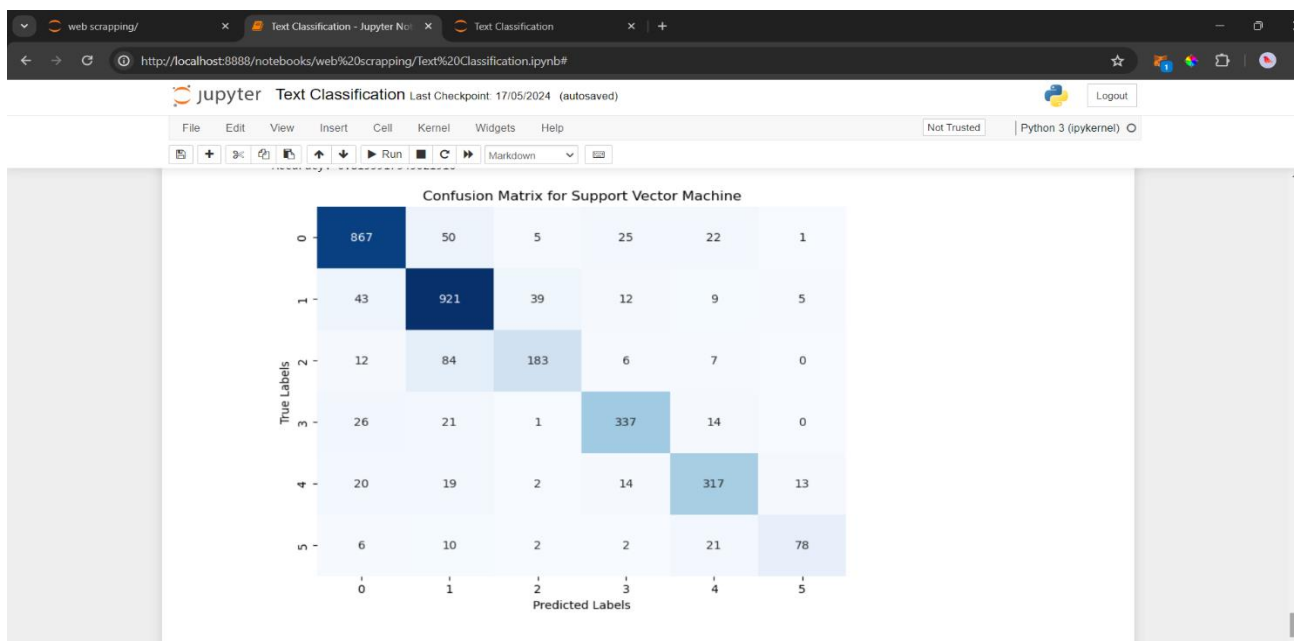 web scrapping/ Text Classification - Jupyter Not Text Classification
http://localhost:8888/notebooks/web%20scrapping/Text%20Classification.ipynb#
1
jupyter Text Classification Last Checkpoint: 17/05/2024 (autosaved) Logout
File Edit View Insert Cell Kernel Widgets Help Not Trusted Python 3 (ipykernel)
Run Markdown
Confusion Matrix for Support Vector Machine
0 867 50 5 25 22 1
1 43 921 39 12 9 5
2 12 84 183 6 7 0
True Labels
3 26 21 1 337 14 0
4 20 19 2 14 317 13
5 6 10 2 2 21 78
0 1 2 3 4 5
Predicted Labels